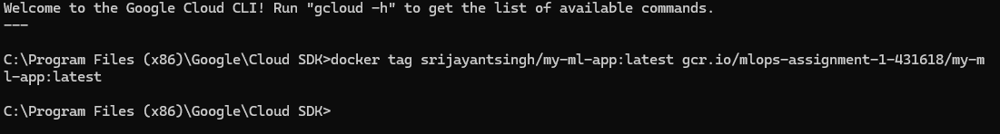 Welcome to the Google Cloud CLI! Run "gcloud -h" to get the list of available commands.
---
C:\Program Files (x86)\Google\Cloud SDK>docker tag srijayantsingh/my-ml-app:latest gcr.io/mlops-assignment-1-431618/my-m
l-app:latest
C:\Program Files (x86)\Google\Cloud SDK>